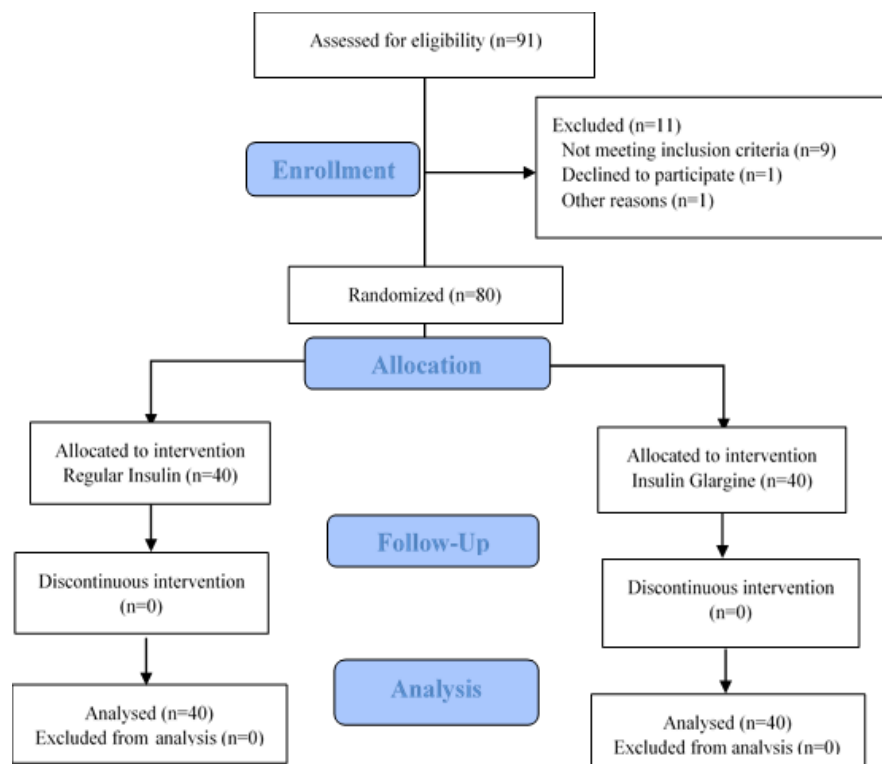 Assessed for eligibility (n=91)
Enrollment
Excluded (n=11)
Not meeting inclusion criteria (n=9)
Declined to participate (n=1)
Other reasons (n=1)
Randomized (n=80)
Allocation
Allocated to intervention
Regular Insulin (n=40)
Allocated to intervention
Insulin Glargine (n=40)
Follow-Up
Discontinuous intervention
(n=0)
Discontinuous intervention
(n=0)
Analysis
Analysed (n=40)
Excluded from analysis (n=0)
Analysed (n=40)
Excluded from analysis (n=0)